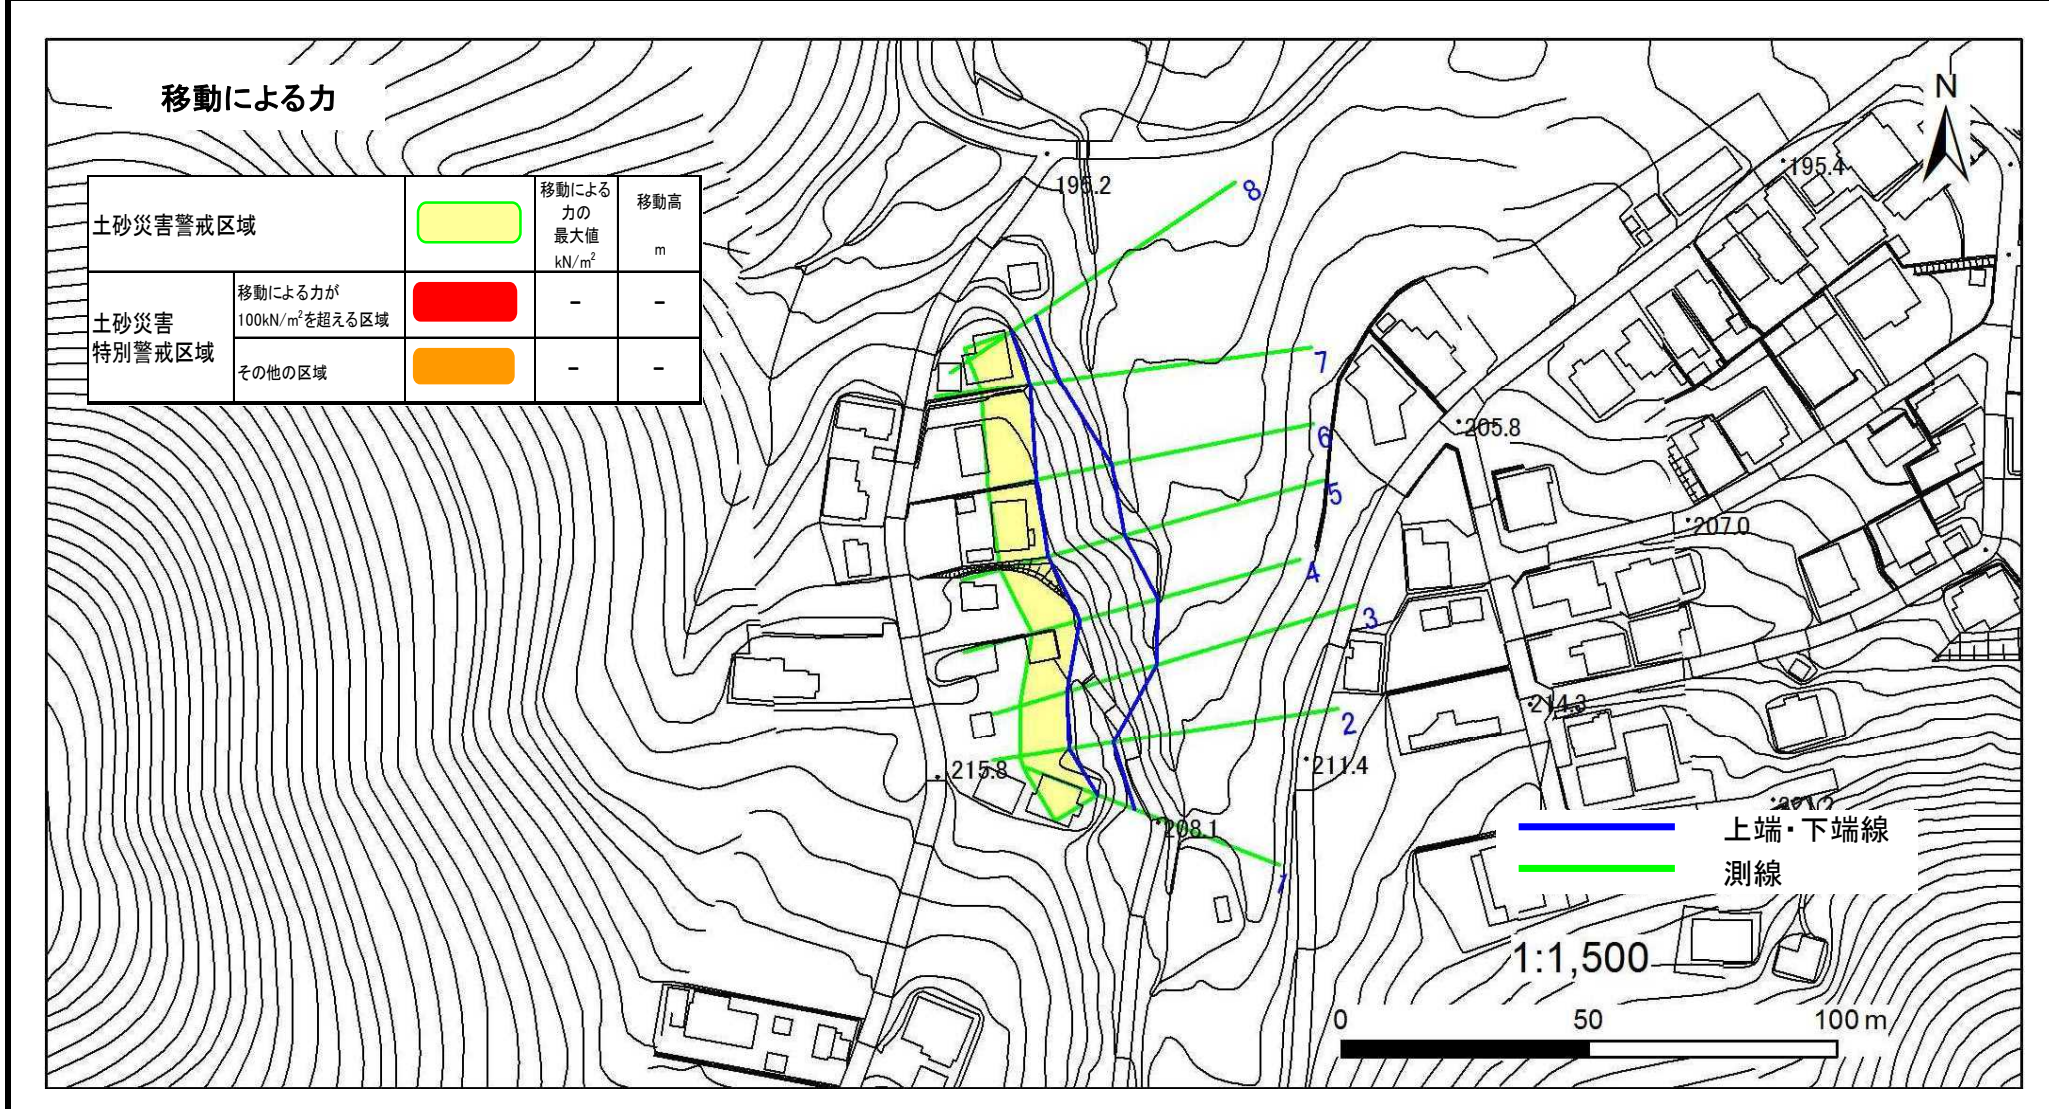 移動による力
土砂災害警戒区域
移動による
力の
最大値
kN/m²
移動高
m
土砂災害
特別警戒区域
移動による力が
100kN/m²を超える区域
-
-
その他の区域
-
-
N
195.2
195.4
8
7
6
5
4
3
2
1
205.8
207.0
214.3
211.4
215.8
208.1
221.2
上端・下端線
測線
1:1,500
0 50 100 m